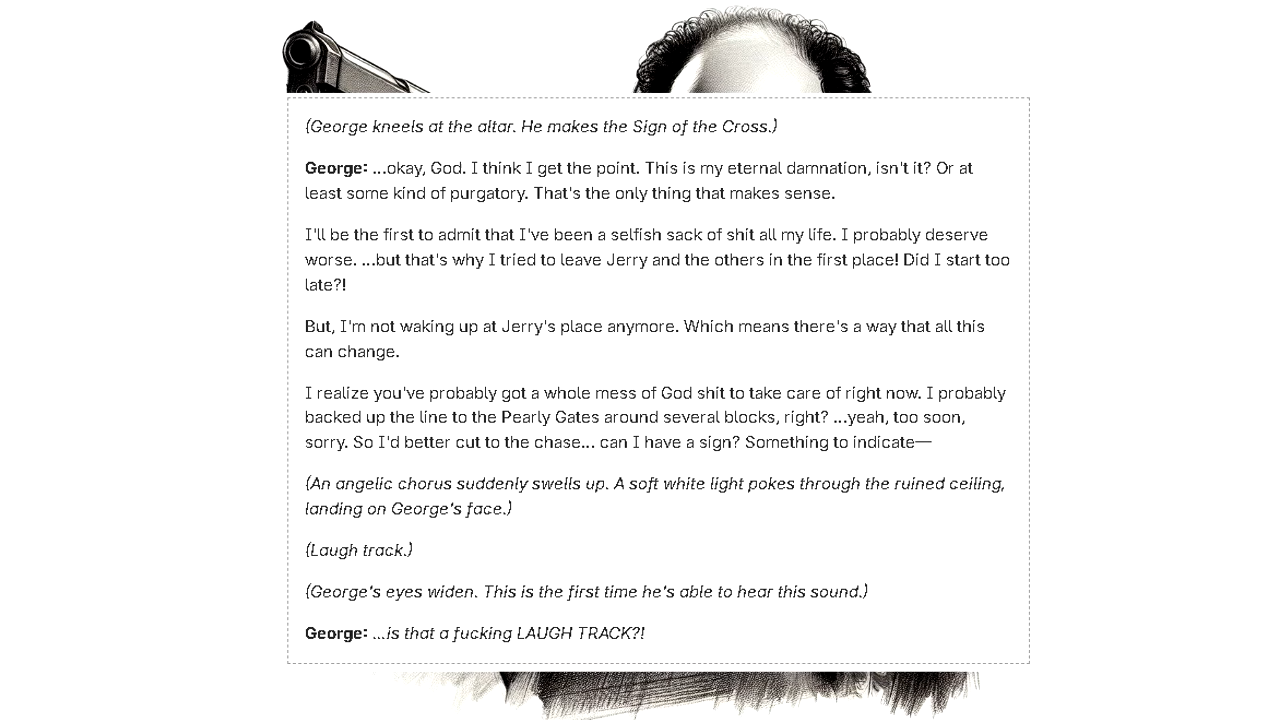 (George kneels at the altar. He makes the Sign of the Cross.)
George: ...okay, God. I think I get the point. This is my eternal damnation, isn't it? Or at
least some kind of purgatory. That's the only thing that makes sense.
I'll be the first to admit that I've been a selfish sack of shit all my life. I probably deserve
worse. ...but that's why I tried to leave Jerry and the others in the first place! Did I start too
late?!
But, I'm not waking up at Jerry's place anymore. Which means there's a way that all this
can change.
I realize you've probably got a whole mess of God shit to take care of right now. I probably
backed up the line to the Pearly Gates around several blocks, right? ...yeah, too soon,
sorry. So I'd better cut to the chase... can I have a sign? Something to indicate—
(An angelic chorus suddenly swells up. A soft white light pokes through the ruined ceiling,
landing on George's face.)
(Laugh track.)
(George's eyes widen. This is the first time he's able to hear this sound.)
George: ...is that a fucking LAUGH TRACK?!